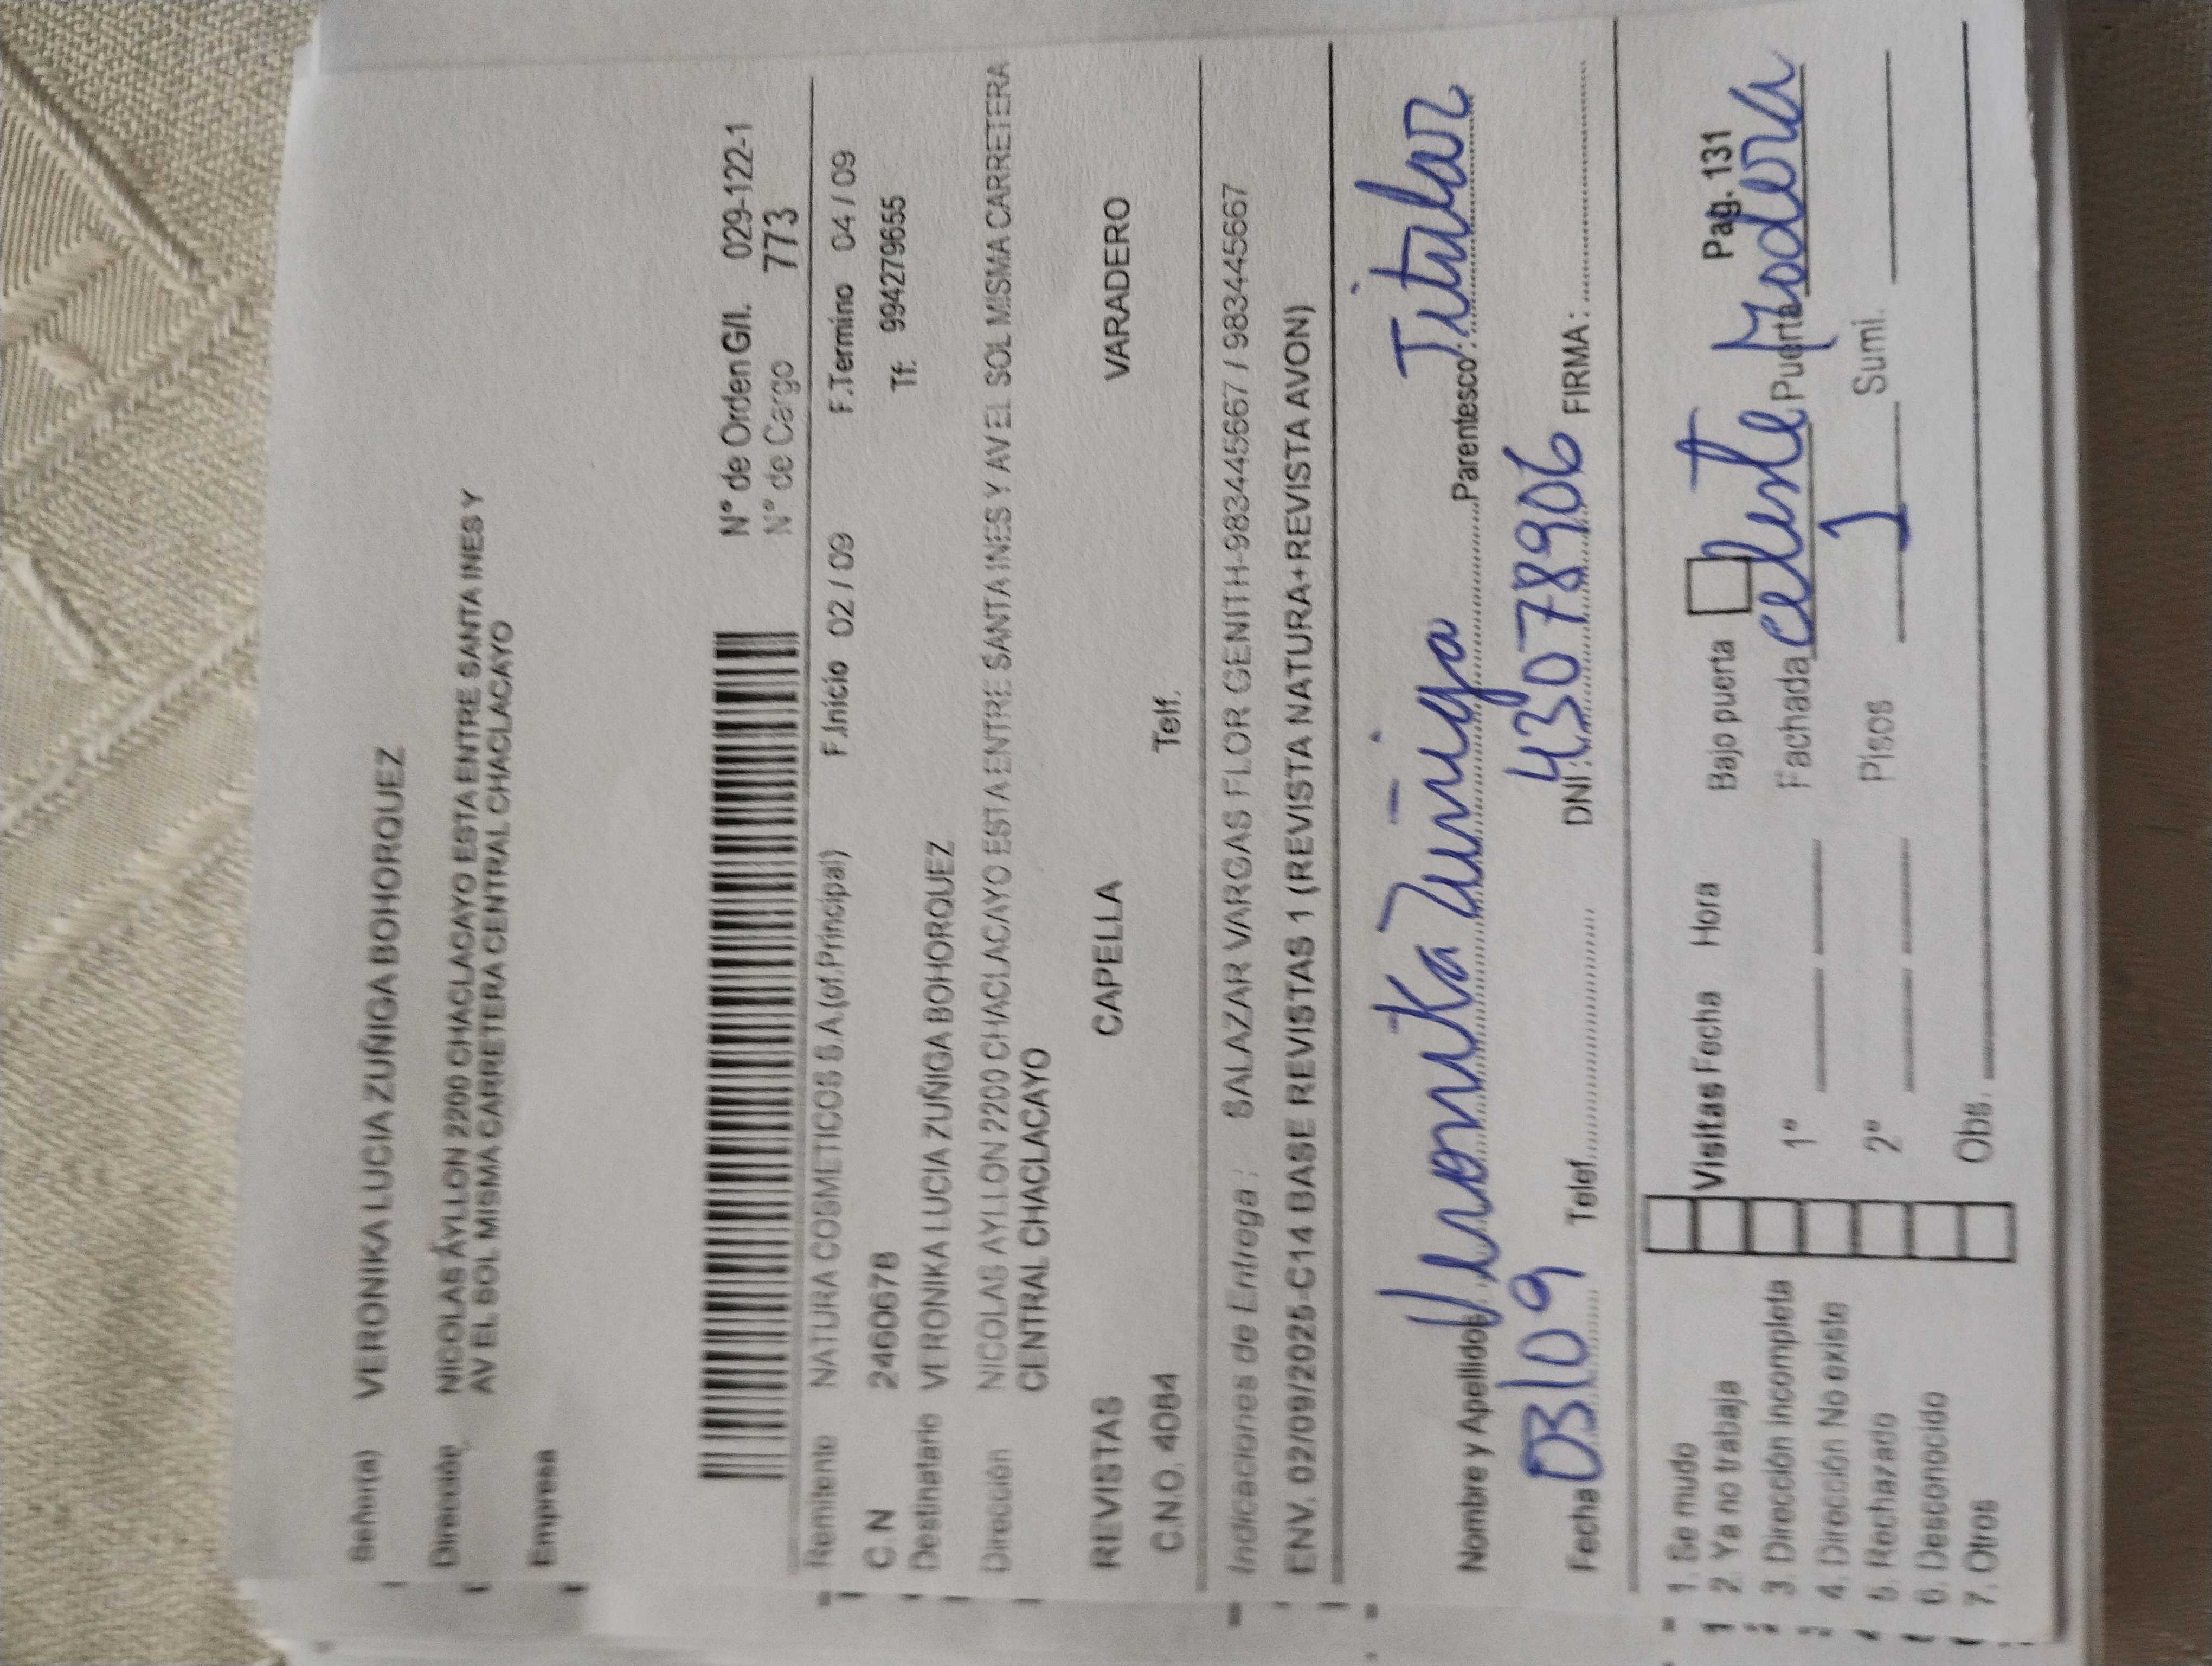 Señor(a) VERONIKA LUCIA ZUÑIGA BOHORQUEZ
Dirección NICOLAS ÁYLLON 2200 CHACLACAYO ESTA ENTRE SANTA INES Y
AV EL SOL MISMA CARRETERA CENTRAL CHACLACAYO
Empresa
N° de Orden G/I. 029-122-1
N° de Cargo 773
Remitente NATURA COSMETICOS S.A.(of.Principal) F.Inicio 02 / 09 F.Termino 04 / 09
C.N 2460678 Tf: 994279655
Destinatario VERONIKA LUCIA ZUÑIGA BOHORQUEZ
Dirección NICOLAS AYLLON 2200 CHACLACAYO ESTA ENTRE SANTA INES Y AV EL SOL MISMA CARRETERA
CENTRAL CHACLACAYO
REVISTAS CAPELLA VARADERO
C.N.O. 4084 Telf.
Indicaciones de Entrega : SALAZAR VARGAS FLOR GENITH-983445667 / 983445667
ENV. 02/09/2025-C14 BASE REVISTAS 1 (REVISTA NATURA+REVISTA AVON)
Nombre y Apellidos Veronika Zuñiga Parentesco : Titular
Fecha 03/09 Telef. DNI : 43078906 FIRMA :
1. Se mudo
2. Ya no trabaja
3. Dirección Incompleta
4. Dirección No existe
5. Rechazado
6. Desconocido
7. Otros
Visitas Fecha Hora Bajo puerta Pag. 131
1ª Fachada celeste Puerta Madera
2ª Pisos 1 Sumi.
Obs.